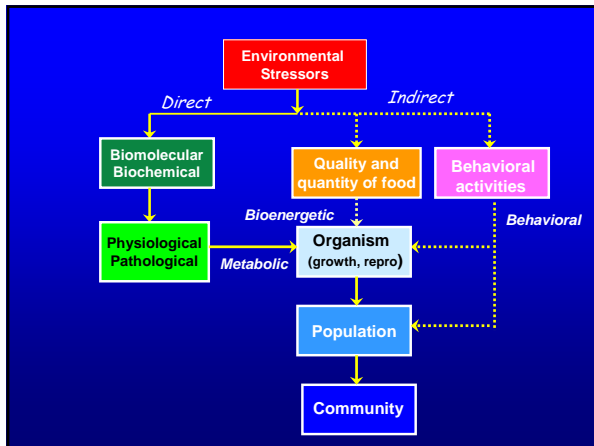 Environmental
Stressors
Direct
Indirect
Biomolecular
Biochemical
Quality and
quantity of food
Behavioral
activities
Bioenergetic
Behavioral
Physiological
Pathological
Metabolic
Organism
(growth, repro)
Population
Community